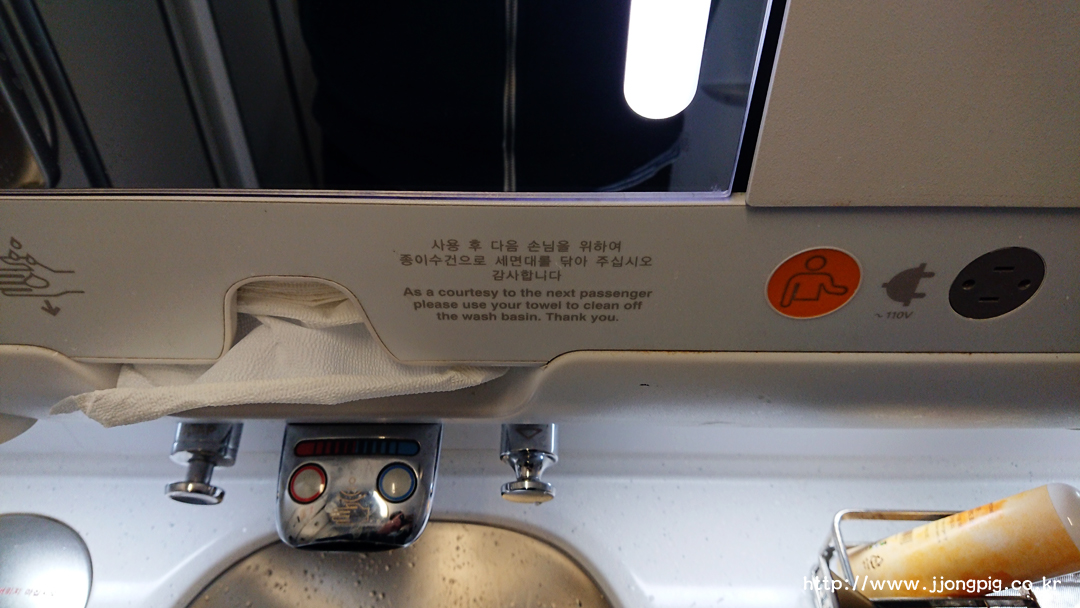 사용 후 다음 손님을 위하여
종이수건으로 세면대를 닦아 주십시오
감사합니다
As a courtesy to the next passenger
please use your towel to clean off
the wash basin. Thank you.
~110V
http://www.jjongpig.co.kr